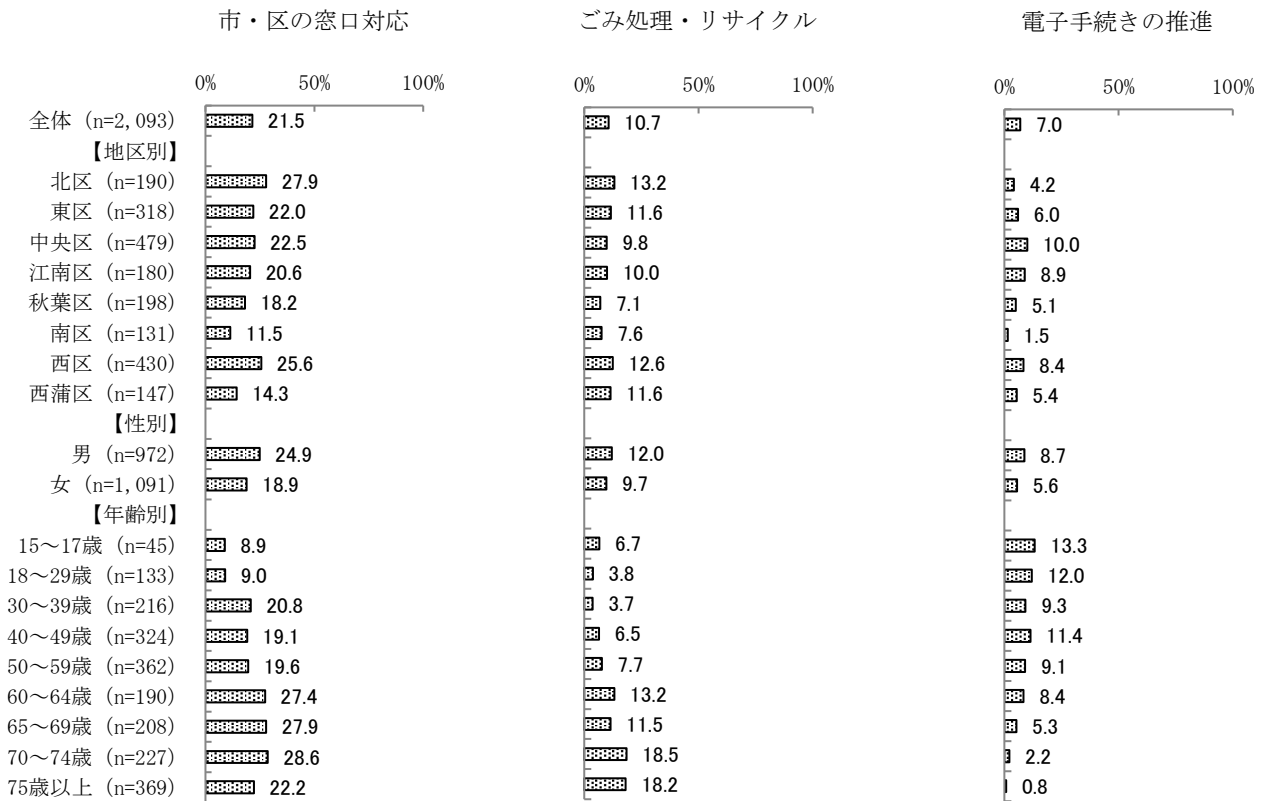 市・区の窓口対応 ごみ処理・リサイクル 電子手続きの推進
0% 50% 100% 0% 50% 100% 0% 50% 100%
全体 (n=2,093) 21.5 10.7 7.0
【地区別】
北区 (n=190) 27.9 13.2 4.2
東区 (n=318) 22.0 11.6 6.0
中央区 (n=479) 22.5 9.8 10.0
江南区 (n=180) 20.6 10.0 8.9
秋葉区 (n=198) 18.2 7.1 5.1
南区 (n=131) 11.5 7.6 1.5
西区 (n=430) 25.6 12.6 8.4
西蒲区 (n=147) 14.3 11.6 5.4
【性別】
男 (n=972) 24.9 12.0 8.7
女 (n=1,091) 18.9 9.7 5.6
【年齢別】
15～17歳 (n=45) 8.9 6.7 13.3
18～29歳 (n=133) 9.0 3.8 12.0
30～39歳 (n=216) 20.8 3.7 9.3
40～49歳 (n=324) 19.1 6.5 11.4
50～59歳 (n=362) 19.6 7.7 9.1
60～64歳 (n=190) 27.4 13.2 8.4
65～69歳 (n=208) 27.9 11.5 5.3
70～74歳 (n=227) 28.6 18.5 2.2
75歳以上 (n=369) 22.2 18.2 0.8